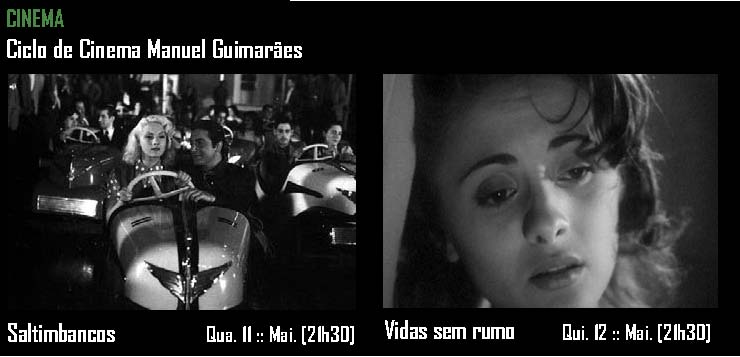 CINEMA
Ciclo de Cinema Manuel Guimarães
Saltimbancos Qua. 11 :: Mai. [21h30]
Vidas sem rumo Qui. 12 :: Mai. [21h30]